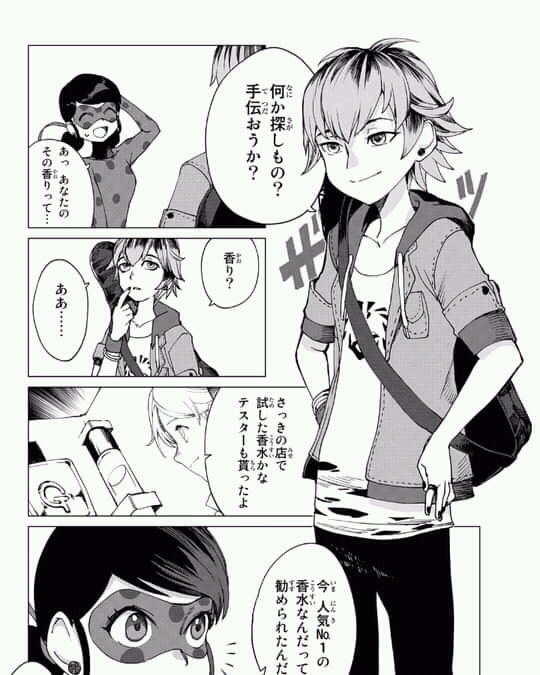 何か探しもの？
手伝おうか？
ザッ
あっ あなたの
その香りって…
香り？
ああ……
さっきの店で
試した香水かな
テスターも貰ったよ
今 人気No.1の
香水なんだって
勧められたんだ